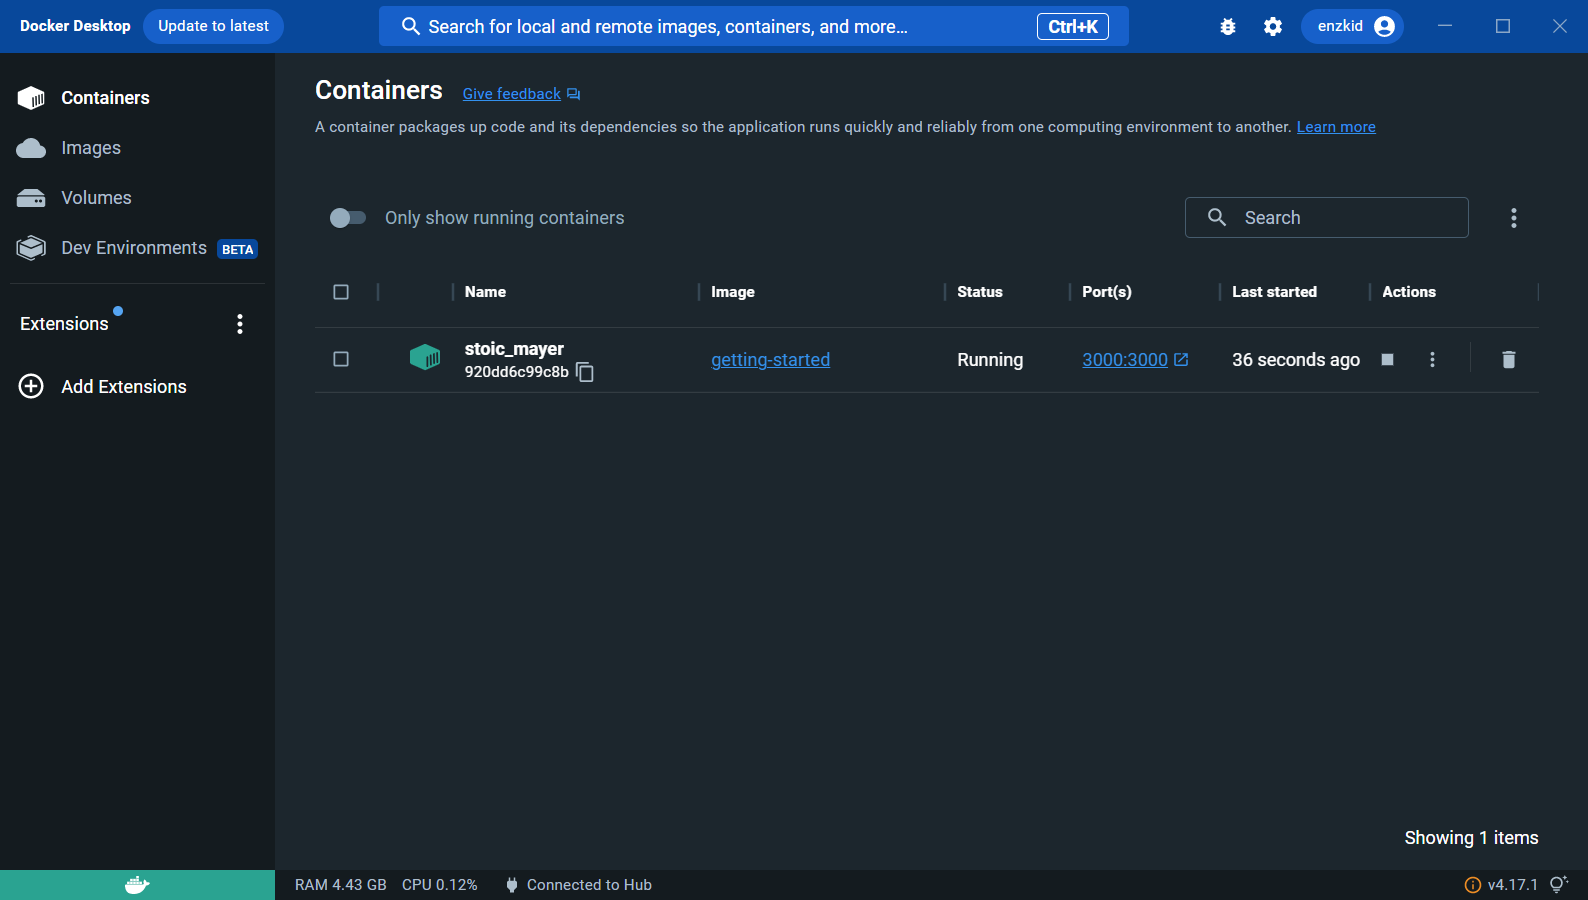 Docker Desktop Update to latest Search for local and remote images, containers, and more... Ctrl+K enzkid
Containers
Images
Volumes
Dev Environments BETA
Extensions
Add Extensions
Containers Give feedback
A container packages up code and its dependencies so the application runs quickly and reliably from one computing environment to another. Learn more
Only show running containers Search
Name Image Status Port(s) Last started Actions
stoic_mayer
920dd6c99c8b
getting-started Running 3000:3000 36 seconds ago
Showing 1 items
RAM 4.43 GB CPU 0.12% Connected to Hub v4.17.1